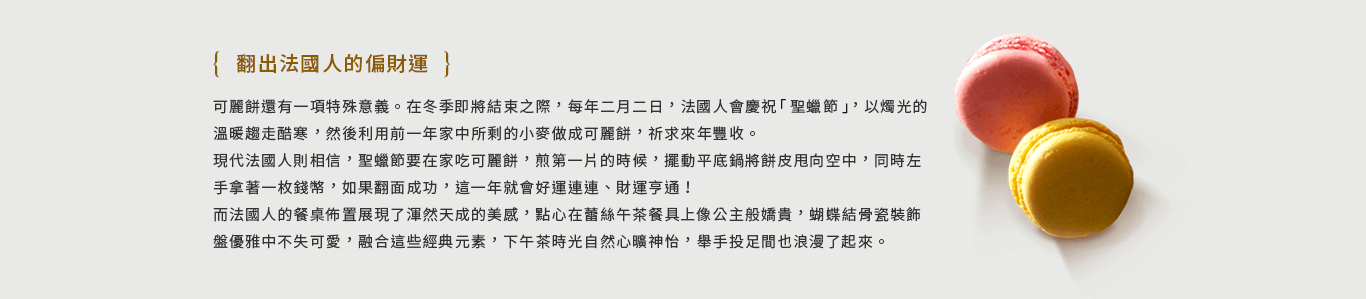 { 翻出法國人的偏財運 }
可麗餅還有一項特殊意義。在冬季即將結束之際，每年二月二日，法國人會慶祝「聖蠟節」，以燭光的
溫暖趨走酷寒，然後利用前一年家中所剩的小麥做成可麗餅，祈求來年豐收。
現代法國人則相信，聖蠟節要在家吃可麗餅，煎第一片的時候，擺動平底鍋將餅皮甩向空中，同時左
手拿著一枚錢幣，如果翻面成功，這一年就會好運連連、財運亨通！
而法國人的餐桌佈置展現了渾然天成的美感，點心在蕾絲午茶餐具上像公主般嬌貴，蝴蝶結骨瓷裝飾
盤優雅中不失可愛，融合這些經典元素，下午茶時光自然心曠神怡，舉手投足間也浪漫了起來。